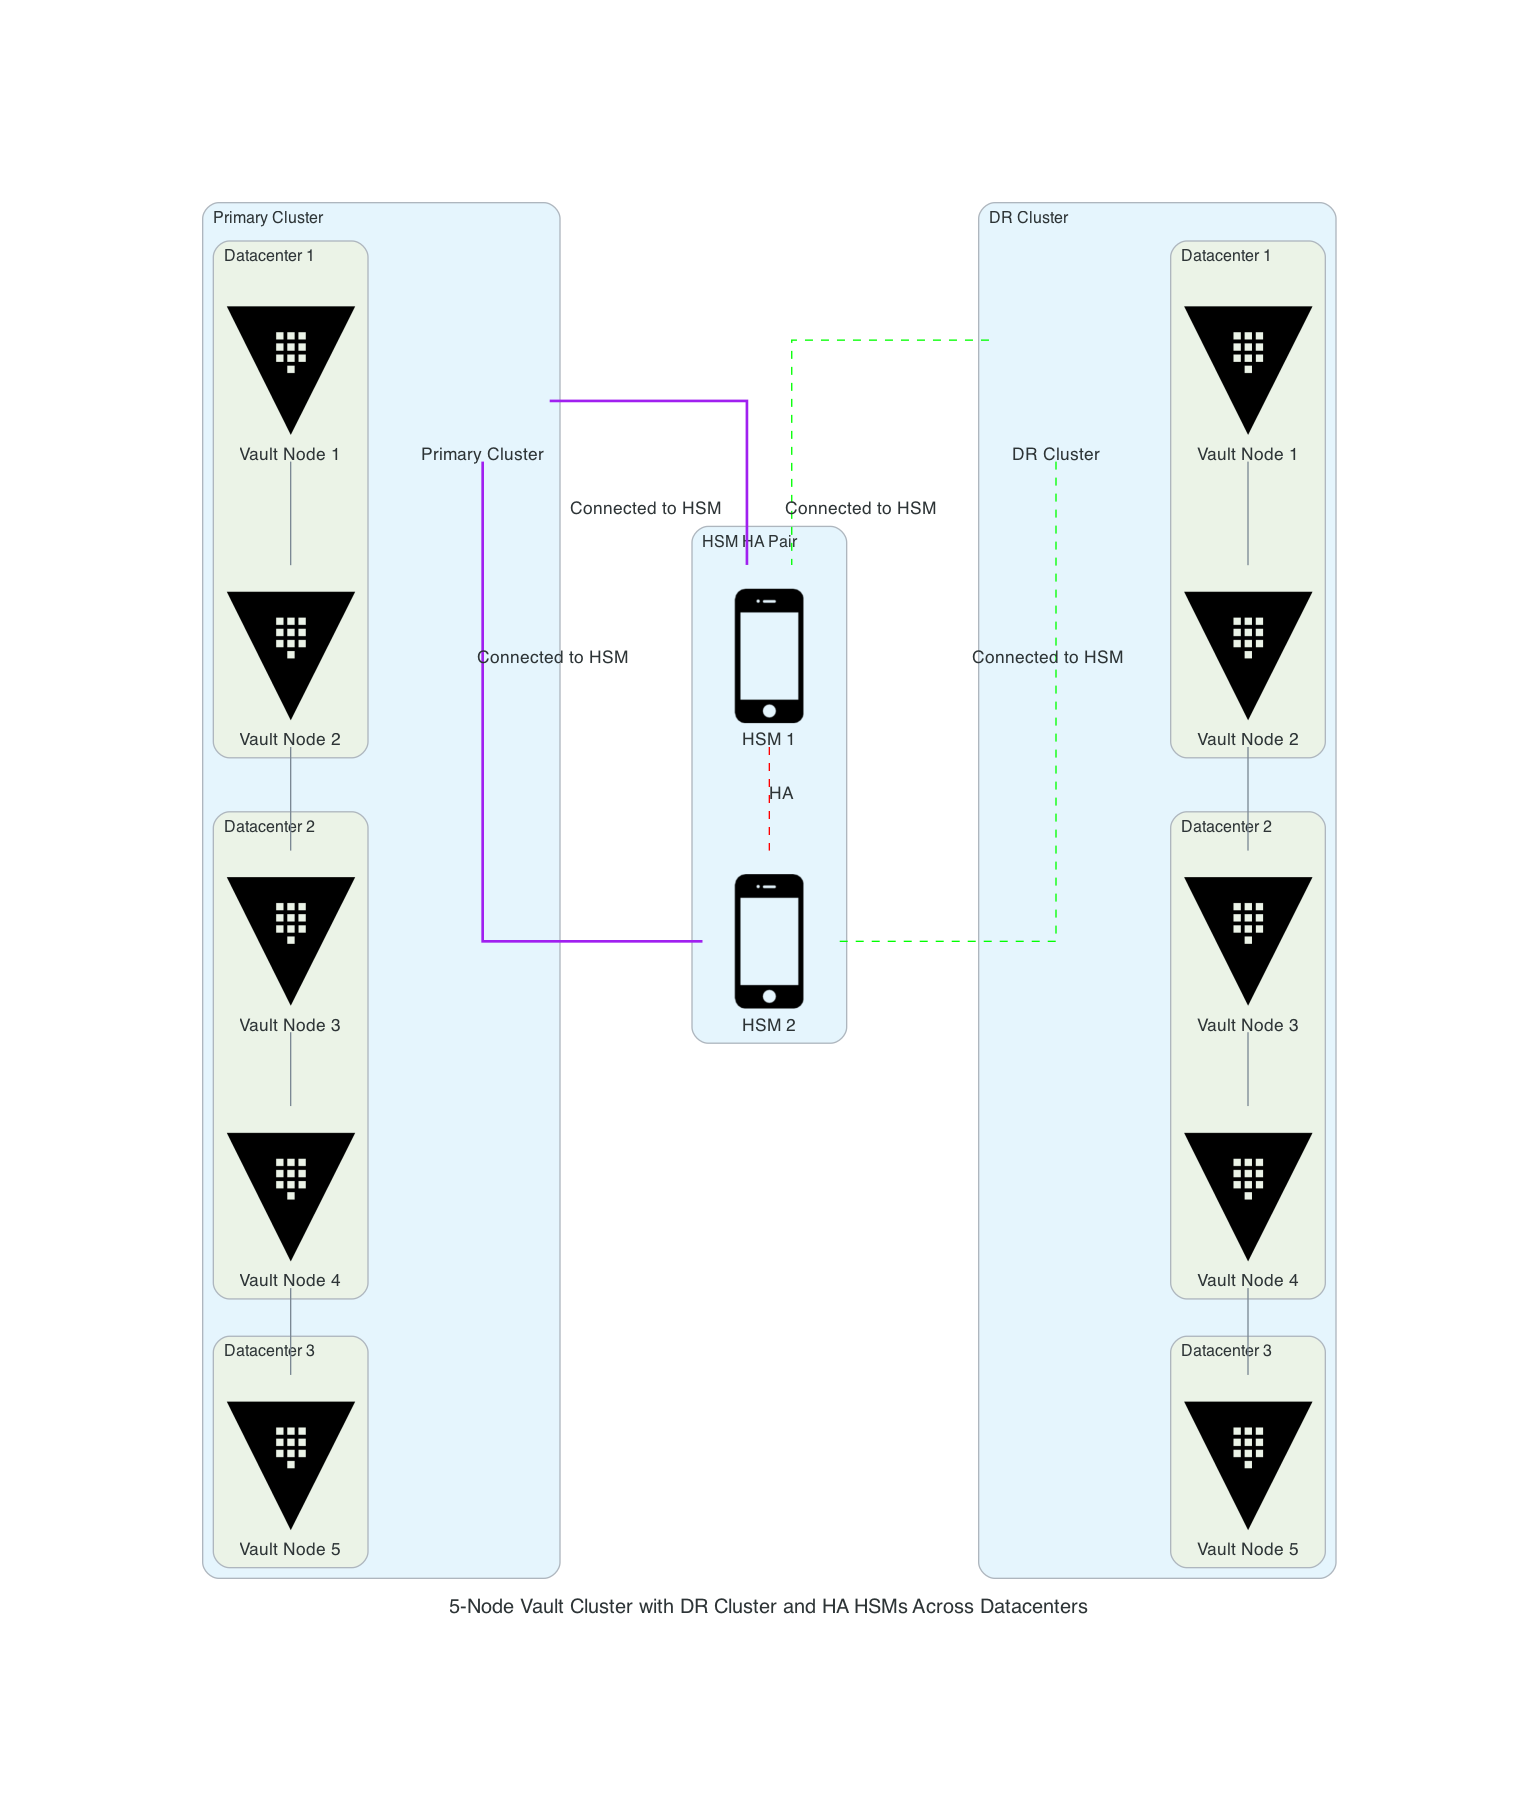 Primary Cluster
Datacenter 1
Vault Node 1
Vault Node 2
Datacenter 2
Vault Node 3
Vault Node 4
Datacenter 3
Vault Node 5
Primary Cluster
Connected to HSM
Connected to HSM
Connected to HSM
HSM HA Pair
HSM 1
HA
HSM 2
DR Cluster
DR Cluster
Connected to HSM
Datacenter 1
Vault Node 1
Vault Node 2
Datacenter 2
Vault Node 3
Vault Node 4
Datacenter 3
Vault Node 5
5-Node Vault Cluster with DR Cluster and HA HSMs Across Datacenters